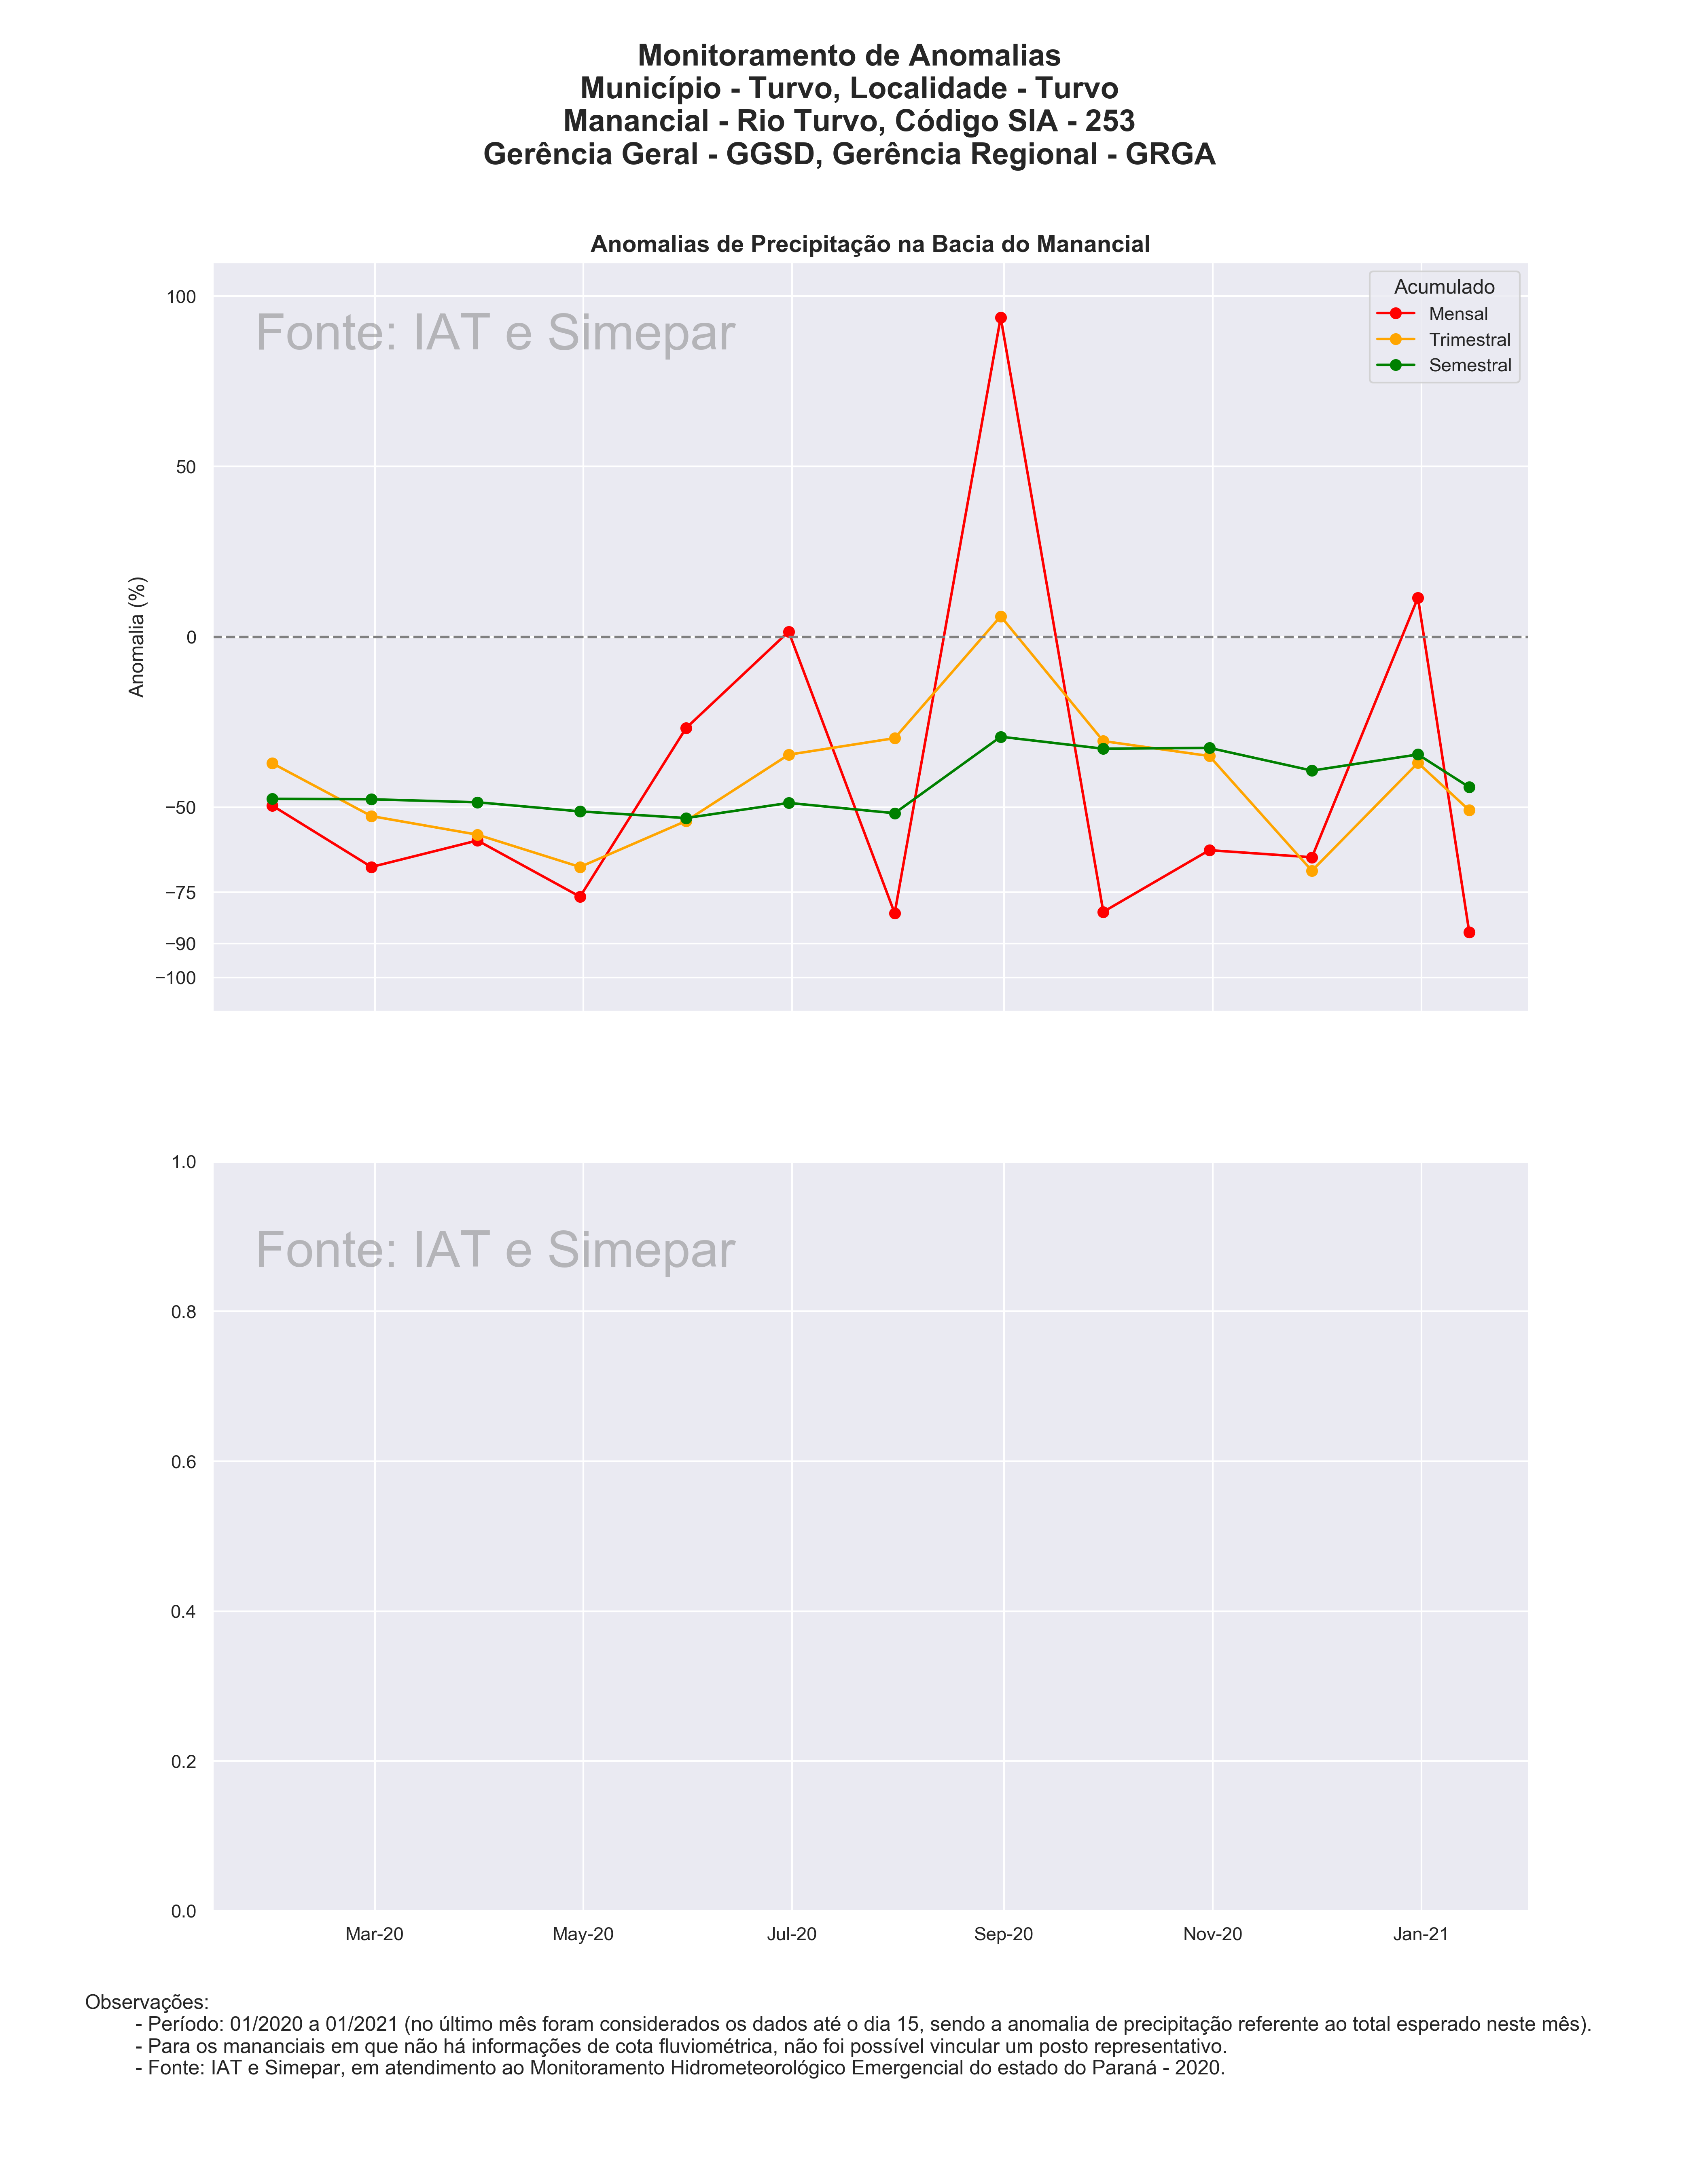 Monitoramento de Anomalias
Município - Turvo, Localidade - Turvo
Manancial - Rio Turvo, Código SIA - 253
Gerência Geral - GGSD, Gerência Regional - GRGA
Anomalias de Precipitação na Bacia do Manancial
Fonte: IAT e Simepar
Acumulado
Mensal
Trimestral
Semestral
Anomalia (%)
100
50
0
−50
−75
−90
−100
Fonte: IAT e Simepar
1.0
0.8
0.6
0.4
0.2
0.0
Mar-20 May-20 Jul-20 Sep-20 Nov-20 Jan-21
Observações:
- Período: 01/2020 a 01/2021 (no último mês foram considerados os dados até o dia 15, sendo a anomalia de precipitação referente ao total esperado neste mês).
- Para os mananciais em que não há informações de cota fluviométrica, não foi possível vincular um posto representativo.
- Fonte: IAT e Simepar, em atendimento ao Monitoramento Hidrometeorológico Emergencial do estado do Paraná - 2020.